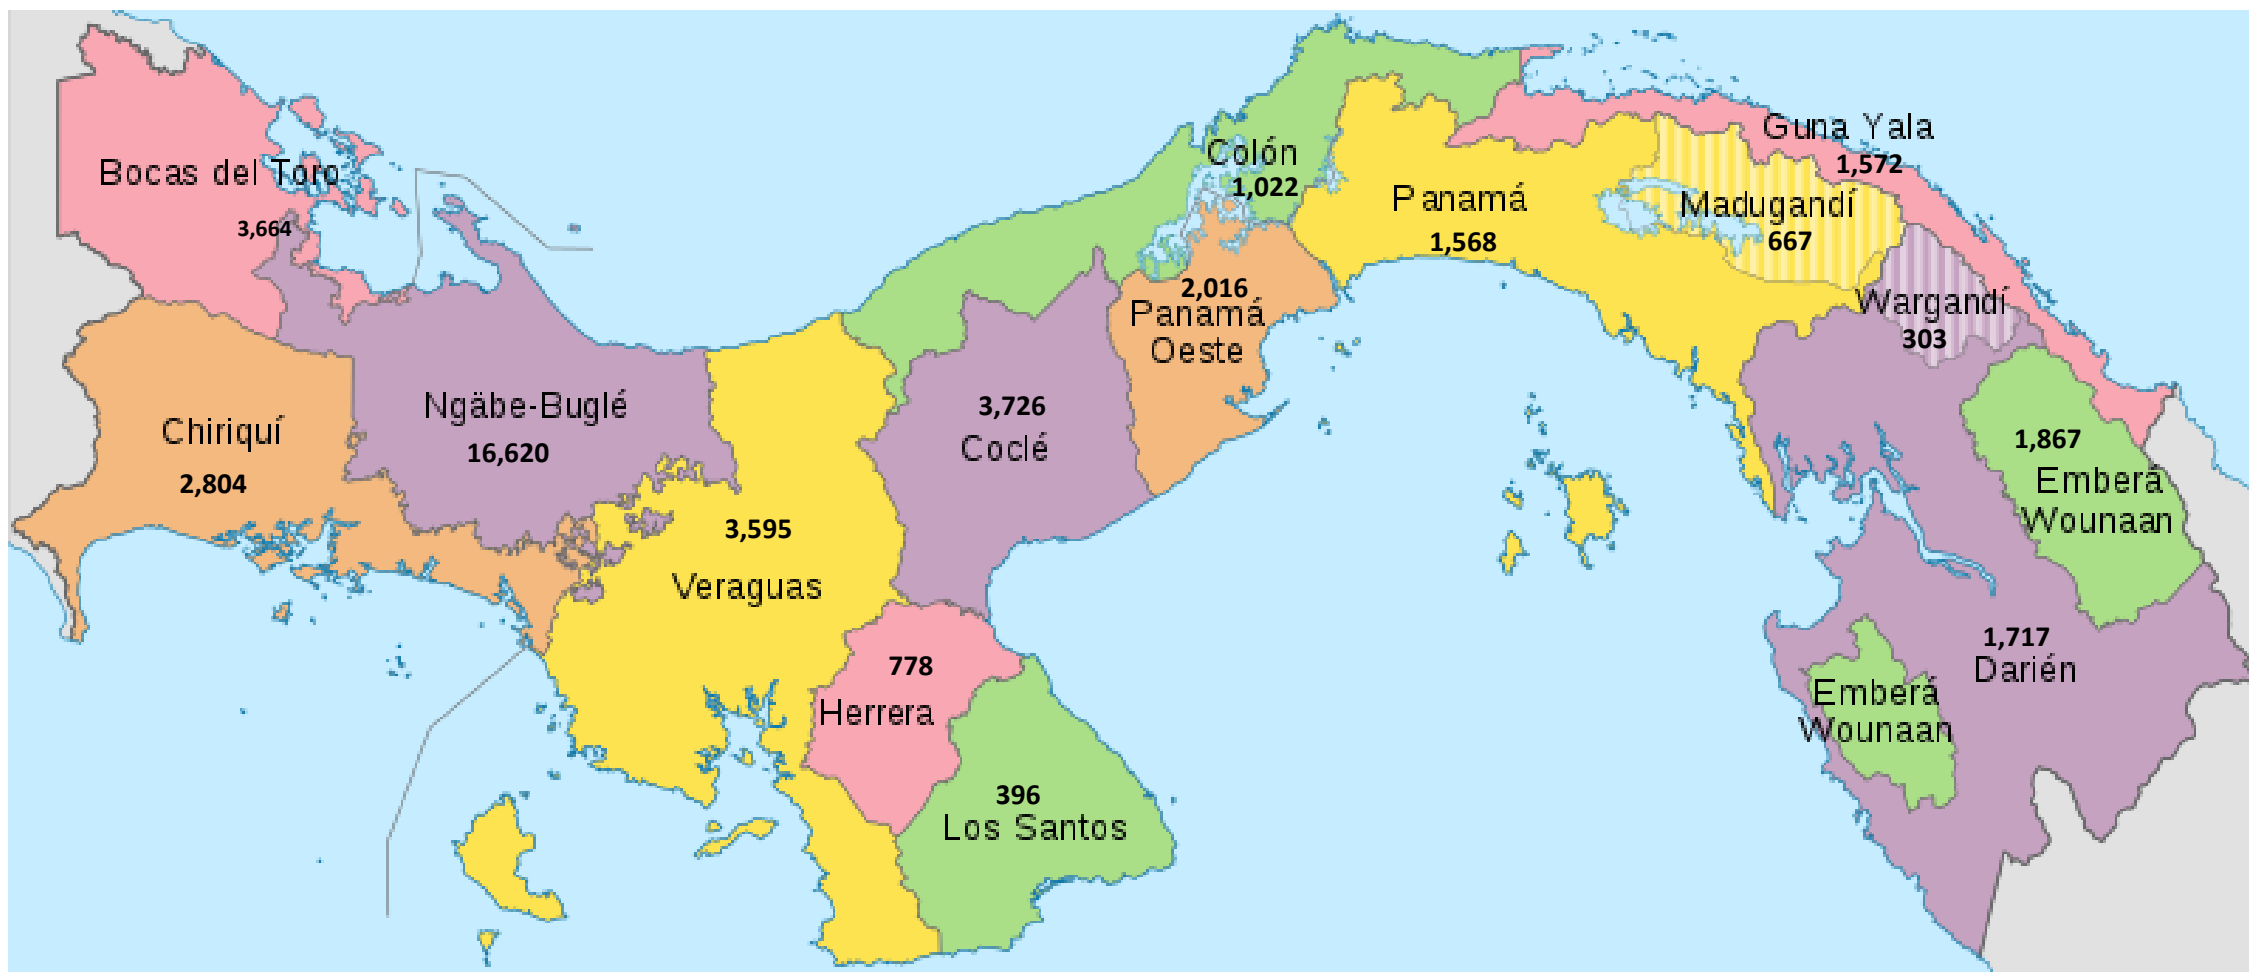 Bocas del Toro
3,664
Chiriquí
2,804
Ngäbe-Buglé
16,620
3,595
Veraguas
778
Herrera
396
Los Santos
3,726
Coclé
Colón
1,022
2,016
Panamá
Oeste
Panamá
1,568
Guna Yala
1,572
Madugandí
667
Wargandí
303
1,867
Emberá
Wounaan
1,717
Darién
Emberá
Wounaan